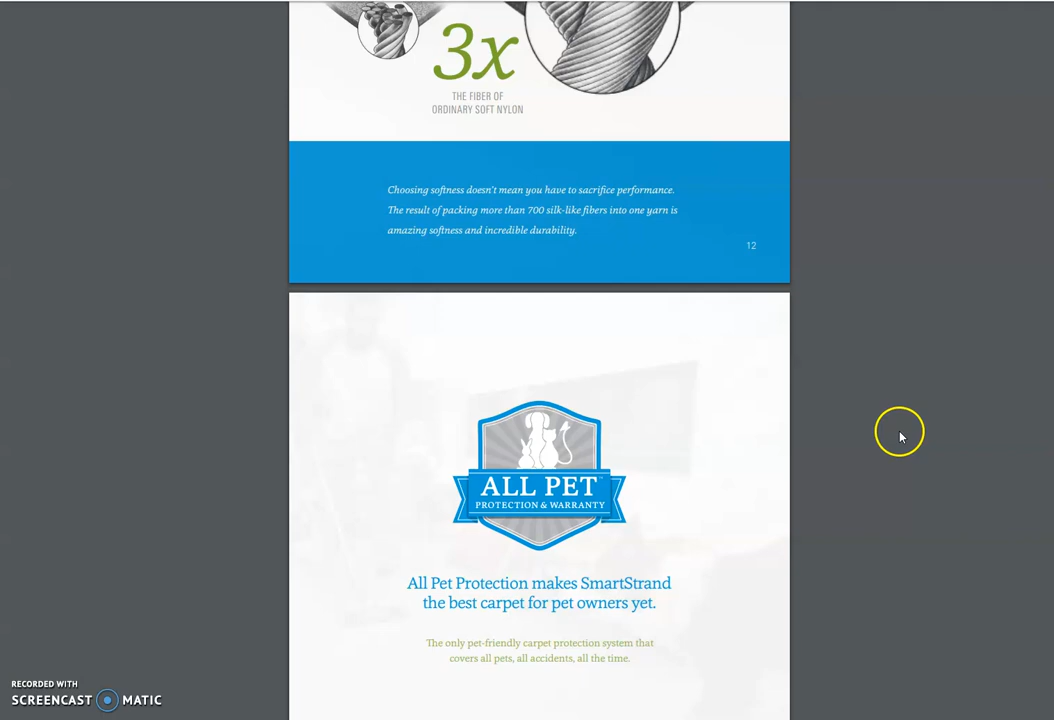 3x
THE FIBER OF
ORDINARY SOFT NYLON
Choosing softness doesn't mean you have to sacrifice performance.
The result of packing more than 700 silk-like fibers into one yarn is
amazing softness and incredible durability.
12
ALL PET
PROTECTION & WARRANTY
All Pet Protection makes SmartStrand
the best carpet for pet owners yet.
The only pet-friendly carpet protection system that
covers all pets, all accidents, all the time.
RECORDED WITH
SCREENCAST MATIC